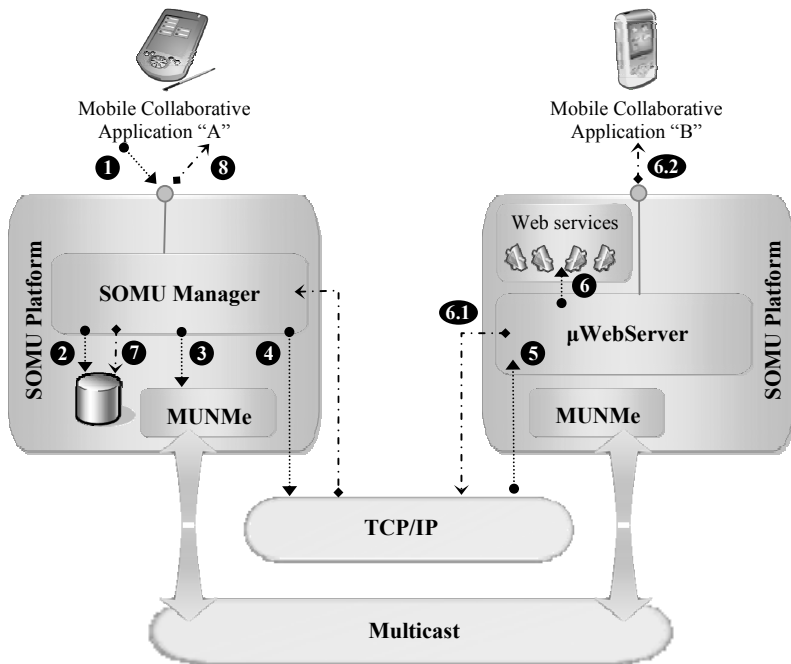 Mobile Collaborative
Application “A”
Mobile Collaborative
Application “B”
1
8
6.2
SOMU Platform
SOMU Manager
2
7
3
4
MUNMe
Web services
6
6.1
µWebServer
5
MUNMe
SOMU Platform
TCP/IP
Multicast